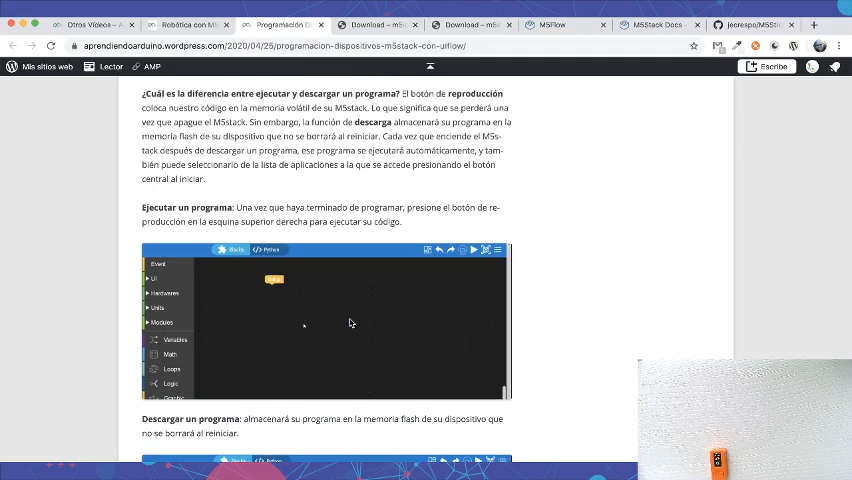 Otros Vídeos – A
Robótica con M5
Programación D
Download – m5s
Download – m5e
M5Flow
M5Stack Docs -
jecrespo/M5Stic
aprendiendoarduino.wordpress.com/2020/04/25/programacion-dispositivos-m5stack-con-uiflow/
Mis sitios web
Lector
AMP
Escribe
¿Cuál es la diferencia entre ejecutar y descargar un programa? El botón de reproducción
coloca nuestro código en la memoria volátil de su M5stack. Lo que significa que se perderá una
vez que apague el M5Stack. Sin embargo, la función de descarga almacenará su programa en la
memoria flash de su dispositivo que no se borrará al reiniciar. Cada vez que enciende el M5s-
tack después de descargar un programa, ese programa se ejecutará automáticamente, y tam-
bién puede seleccionarlo de la lista de aplicaciones a la que se accede presionando el botón
central al iniciar.
Ejecutar un programa: Una vez que haya terminado de programar, presione el botón de re-
producción en la esquina superior derecha para ejecutar su código.
Blockly
</> Python
Event
UI
Hardwares
Units
Modules
Variables
Math
Loops
Logic
Graphic
Descargar un programa: almacenará su programa en la memoria flash de su dispositivo que
no se borrará al reiniciar.
Blockly
</> Python